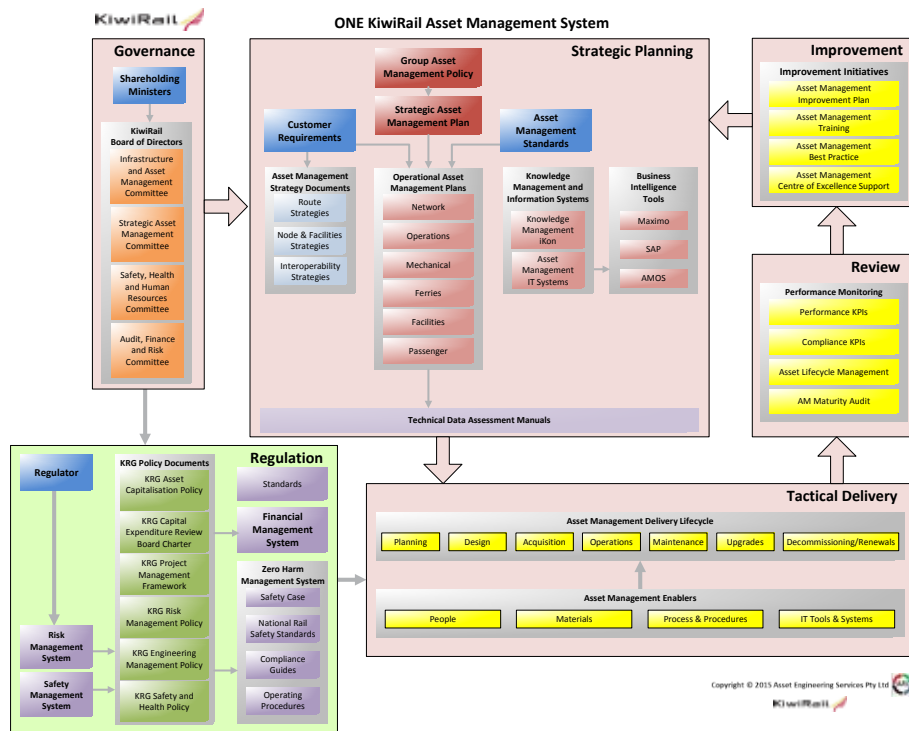 KiwiRail
ONE KiwiRail Asset Management System
Governance
Shareholding
Ministers
KiwiRail
Board of Directors
Infrastructure
and Asset
Management
Committee
Strategic Asset
Management
Committee
Safety, Health
and Human
Resources
Committee
Audit, Finance
and Risk
Committee
Strategic Planning
Group Asset
Management Policy
Strategic Asset
Management Plan
Customer
Requirements
Asset
Management
Standards
Asset Management
Strategy Documents
Route
Strategies
Node & Facilities
Strategies
Interoperability
Strategies
Operational Asset
Management Plans
Network
Operations
Mechanical
Ferries
Facilities
Passenger
Knowledge
Management and
Information Systems
Knowledge
Management
iKon
Asset
Management
IT Systems
Business
Intelligence
Tools
Maximo
SAP
AMOS
Technical Data Assessment Manuals
Improvement
Improvement Initiatives
Asset Management
Improvement Plan
Asset Management
Training
Asset Management
Best Practice
Asset Management
Centre of Excellence Support
Review
Performance Monitoring
Performance KPIs
Compliance KPIs
Asset Lifecycle Management
AM Maturity Audit
Regulation
Regulator
Risk
Management
System
Safety
Management
System
KRG Policy Documents
KRG Asset
Capitalisation Policy
KRG Capital
Expenditure Review
Board Charter
KRG Project
Management
Framework
KRG Risk
Management Policy
KRG Engineering
Management Policy
KRG Safety and
Health Policy
Standards
Financial
Management
System
Zero Harm
Management System
Safety Case
National Rail
Safety Standards
Compliance
Guides
Operating
Procedures
Tactical Delivery
Asset Management Delivery Lifecycle
Planning
Design
Acquisition
Operations
Maintenance
Upgrades
Decommissioning/Renewals
Asset Management Enablers
People
Materials
Process & Procedures
IT Tools & Systems
Copyright © 2015 Asset Engineering Services Pty Ltd
KiwiRail